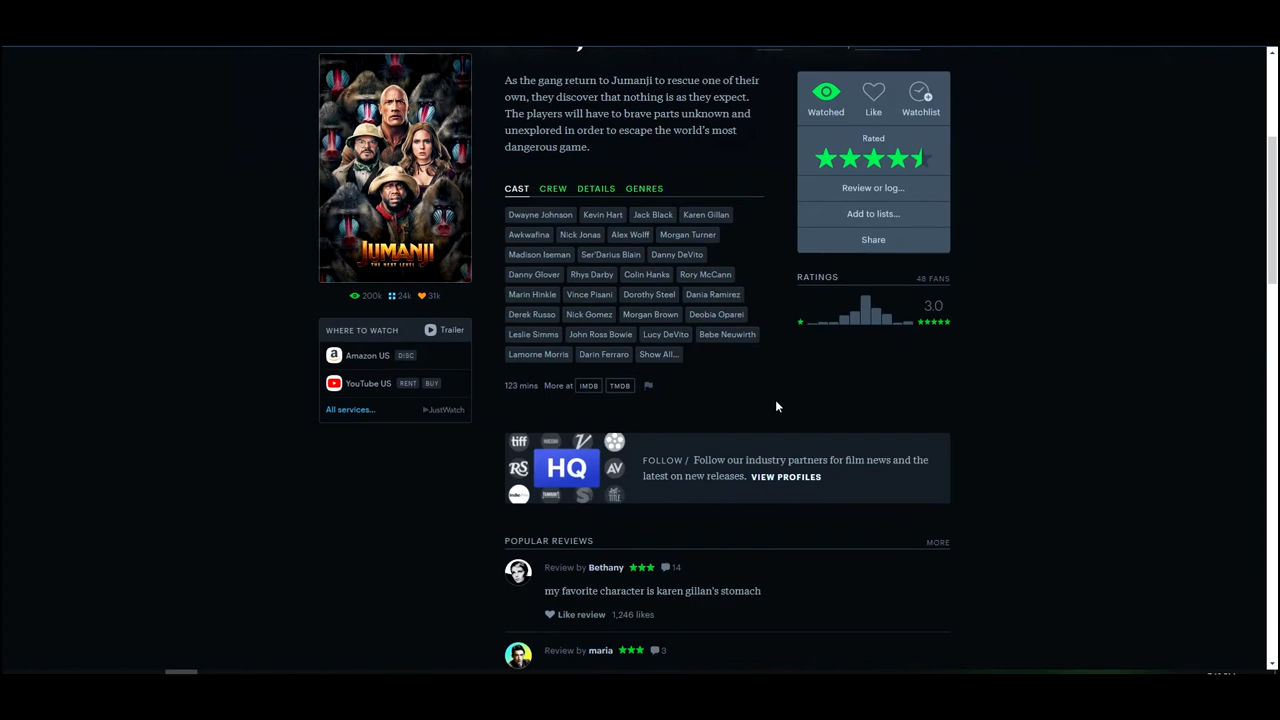 As the gang return to Jumanji to rescue one of their
own, they discover that nothing is as they expect.
The players will have to brave parts unknown and
unexplored in order to escape the world's most
dangerous game.
JUMANJI
THE NEXT LEVEL
200k 24k 31k
WHERE TO WATCH Trailer
Amazon US DISC
YouTube US RENT BUY
All services... JustWatch
CAST CREW DETAILS GENRES
Dwayne Johnson Kevin Hart Jack Black Karen Gillan
Awkwafina Nick Jonas Alex Wolff Morgan Turner
Madison Iseman Ser'Darius Blain Danny DeVito
Danny Glover Rhys Darby Colin Hanks Rory McCann
Marin Hinkle Vince Pisani Dorothy Steel Dania Ramirez
Derek Russo Nick Gomez Morgan Brown Deobia Oparei
Leslie Simms John Ross Bowie Lucy DeVito Bebe Neuwirth
Lamorne Morris Darin Ferraro Show All...
123 mins More at IMDB TMDB
Watched Like Watchlist
Rated
Review or log...
Add to lists...
Share
RATINGS 48 FANS
3.0
tiff
RS HQ AV
FOLLOW / Follow our industry partners for film news and the
latest on new releases. VIEW PROFILES
POPULAR REVIEWS MORE
Review by Bethany 14
my favorite character is karen gillan's stomach
Like review 1,246 likes
Review by maria 3